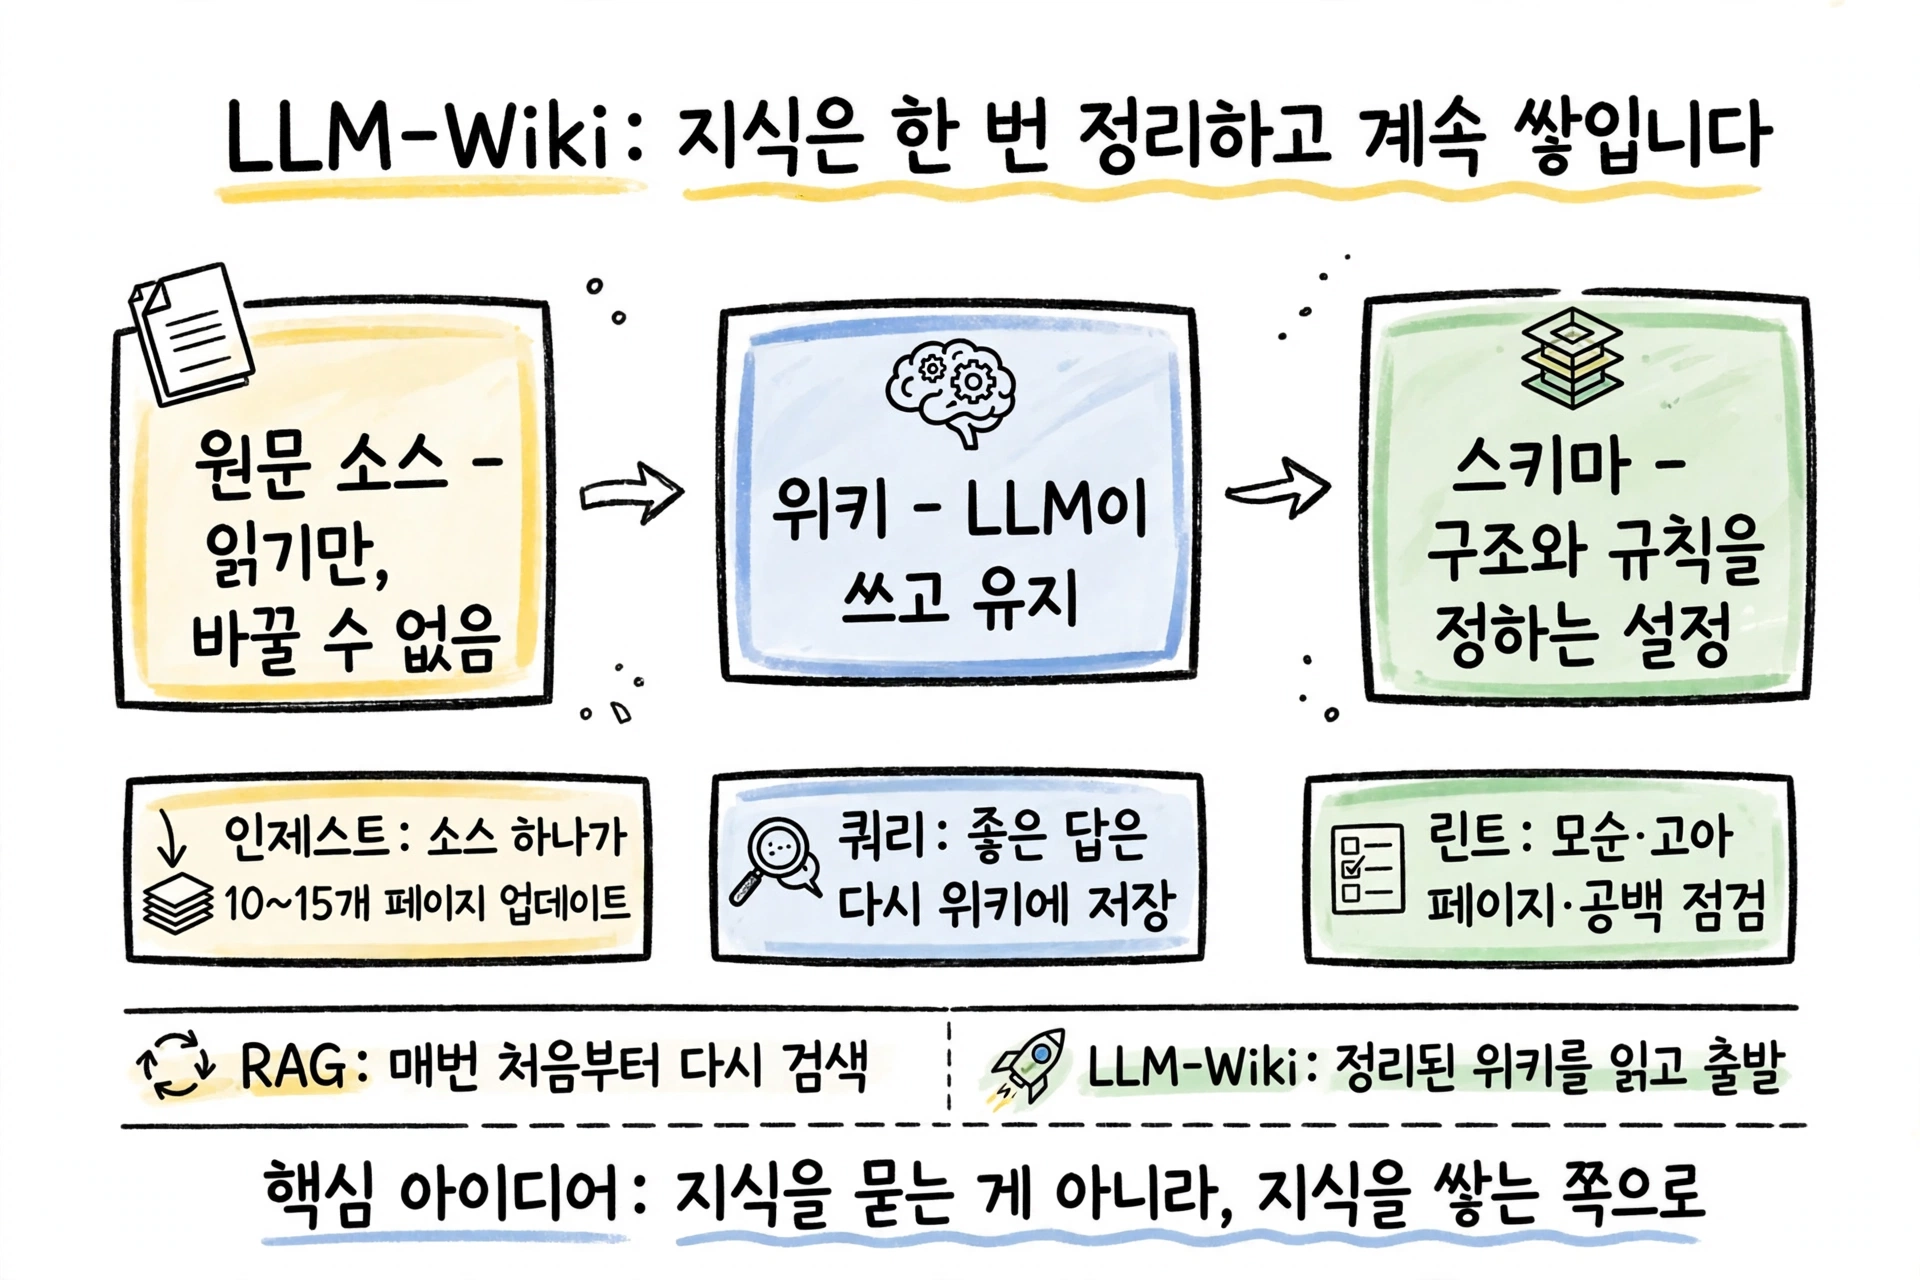 LLM-Wiki: 지식은 한 번 정리하고 계속 쌓입니다
원문 소스 -
읽기만,
바꿀 수 없음
위키 - LLM이
쓰고 유지
스키마 -
구조와 규칙을
정하는 설정
인제스트: 소스 하나가
10~15개 페이지 업데이트
쿼리: 좋은 답은
다시 위키에 저장
린트: 모순·고아
페이지·공백 점검
RAG: 매번 처음부터 다시 검색
LLM-Wiki: 정리된 위키를 읽고 출발
핵심 아이디어: 지식을 묻는 게 아니라, 지식을 쌓는 쪽으로